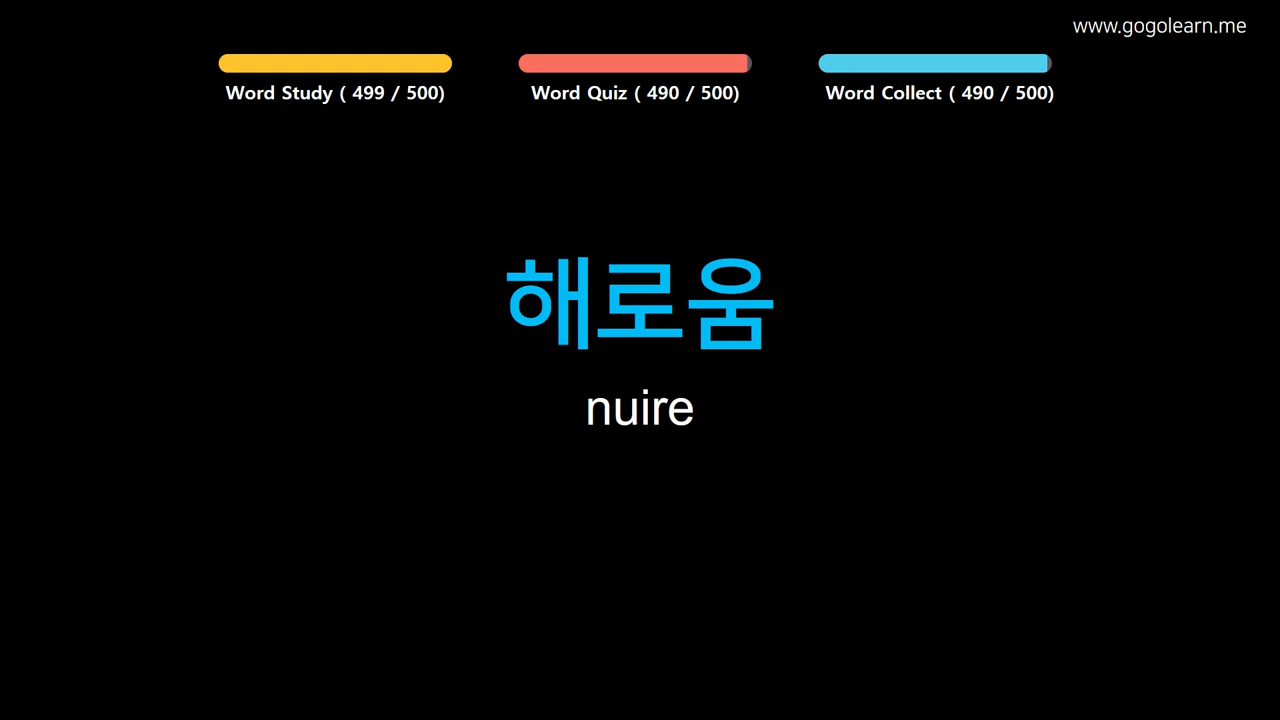 www.gogolearn.me
Word Study ( 499 / 500)
Word Quiz ( 490 / 500)
Word Collect ( 490 / 500)
해로움
nuire